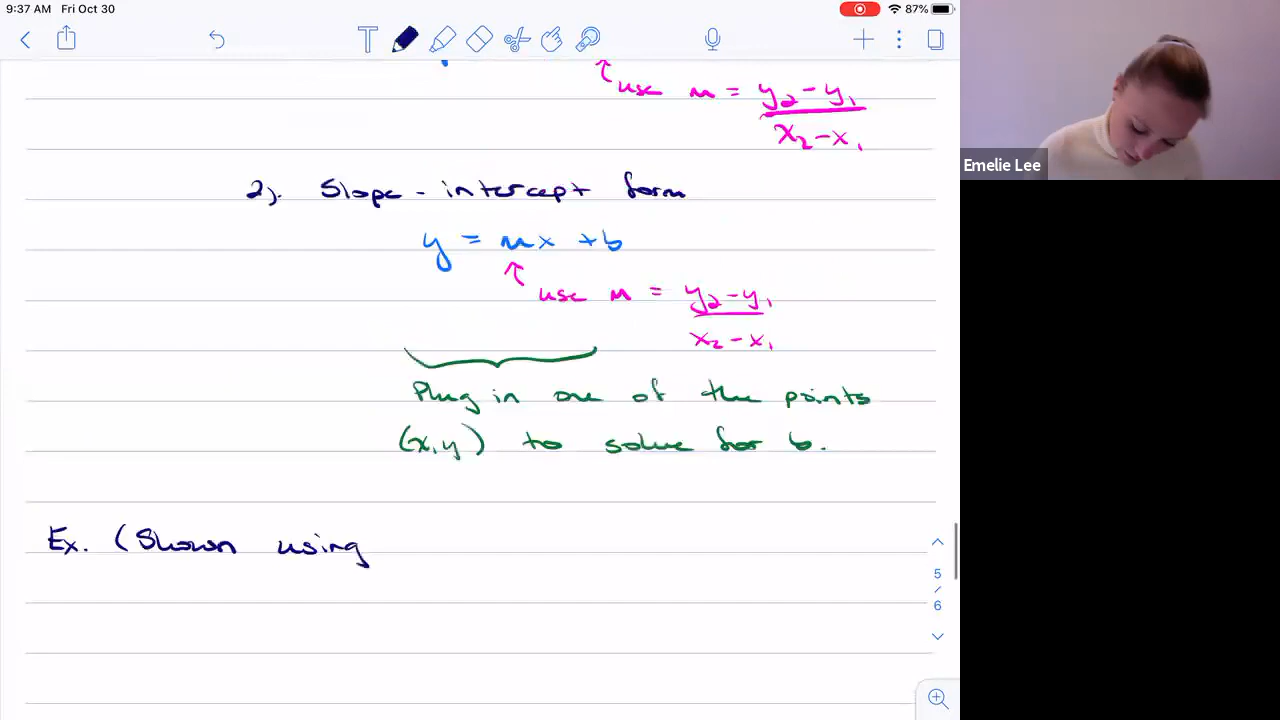 9:37 AM Fri Oct 30
87%
use m = y₂ - y₁
x₂ - x₁
2). Slope - intercept form
y = mx + b
use m = y₂ - y₁
x₂ - x₁
Plug in one of the points
(x,y) to solve for b.
Ex. (Shown using
5
/
6
Emelie Lee